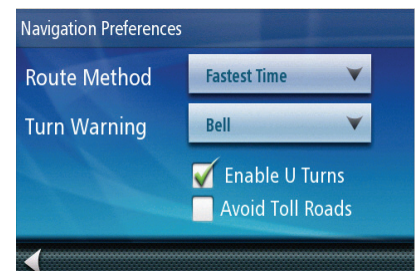 Navigation Preferences
Route Method Fastest Time
Turn Warning Bell
Enable U Turns
Avoid Toll Roads